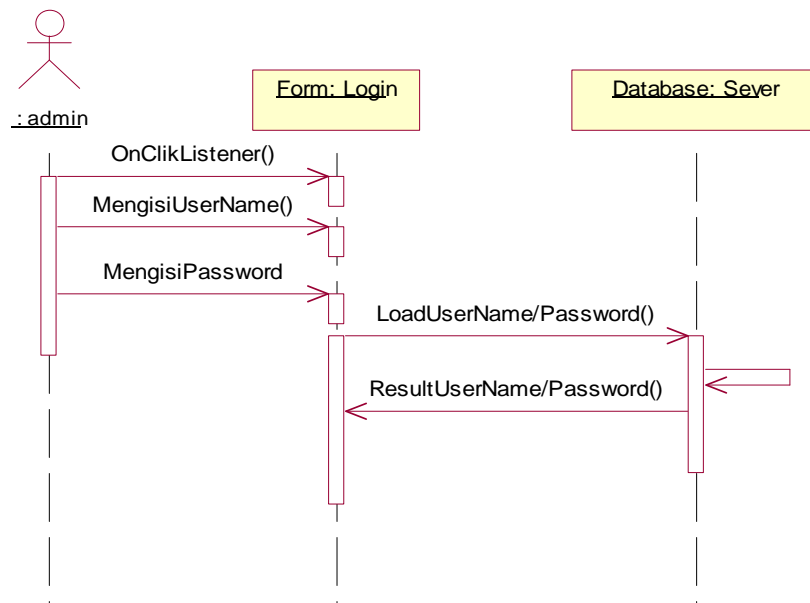 : admin
Form: Login
Database: Sever
OnClikListener()
MengisiUserName()
MengisiPassword
LoadUserName/Password()
ResultUserName/Password()